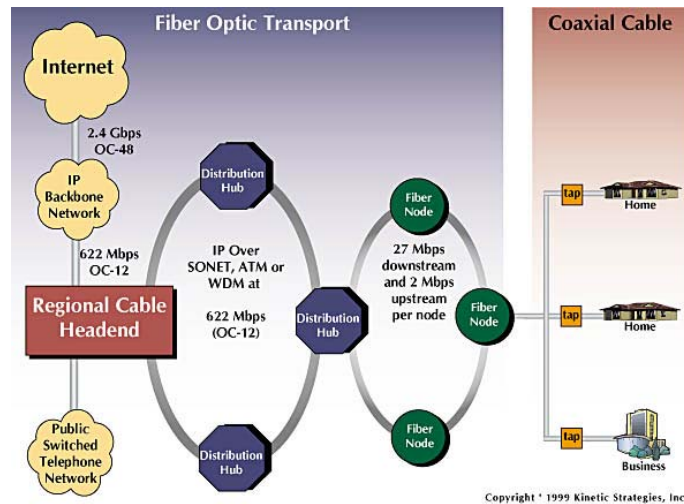 Fiber Optic Transport
Coaxial Cable
Internet
2.4 Gbps
OC-48
IP
Backbone
Network
622 Mbps
OC-12
Regional Cable
Headend
Public
Switched
Telephone
Network
Distribution
Hub
IP Over
SONET, ATM or
WDM at
622 Mbps
(OC-12)
Distribution
Hub
Distribution
Hub
Fiber
Node
27 Mbps
downstream
and 2 Mbps
upstream
per node
Fiber
Node
Fiber
Node
tap
Home
tap
Home
tap
Business
Copyright ' 1999 Kinetic Strategies, Inc